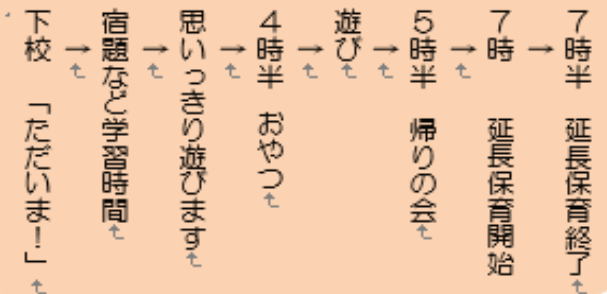 下校　「ただいま！」
→
宿題など学習時間
→
思いっきり遊びます
→
４時半　おやつ
→
遊び
→
５時半　帰りの会
→
７時　延長保育開始
→
７時半　延長保育終了